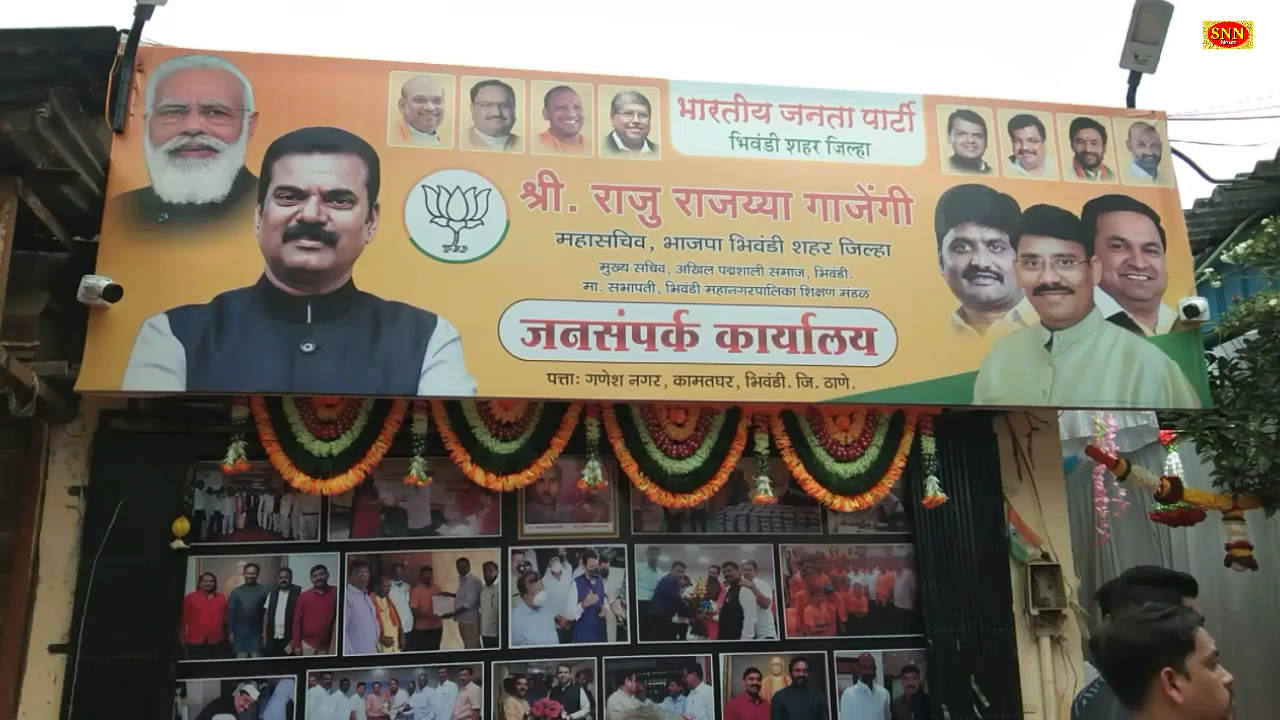 SNN
News
भारतीय जनता पार्टी
भिवंडी शहर जिल्हा
श्री. राजु राजय्या गाजेंगी
महासचिव, भाजपा भिवंडी शहर जिल्हा
मुख्य सचिव, अखिल पद्मशाली समाज, भिवंडी.
मा. सभापती, भिवंडी महानगरपालिका शिक्षण मंडळ
जनसंपर्क कार्यालय
पत्ताः गणेश नगर, कामतघर, भिवंडी. जि. ठाणे.